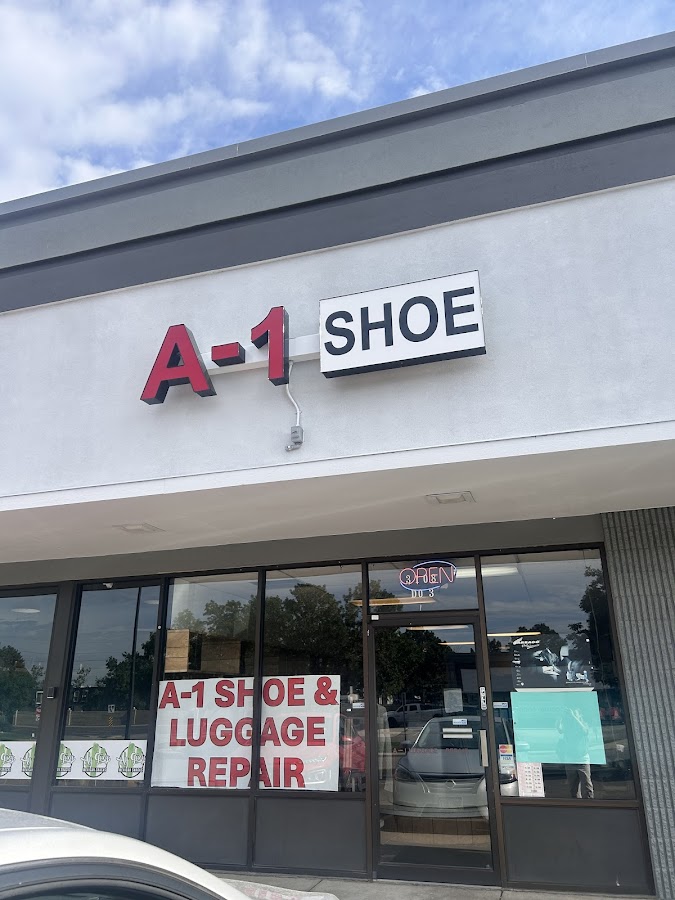 A-1 SHOE
OPEN
A-1 SHOE &
LUGGAGE
REPAIR